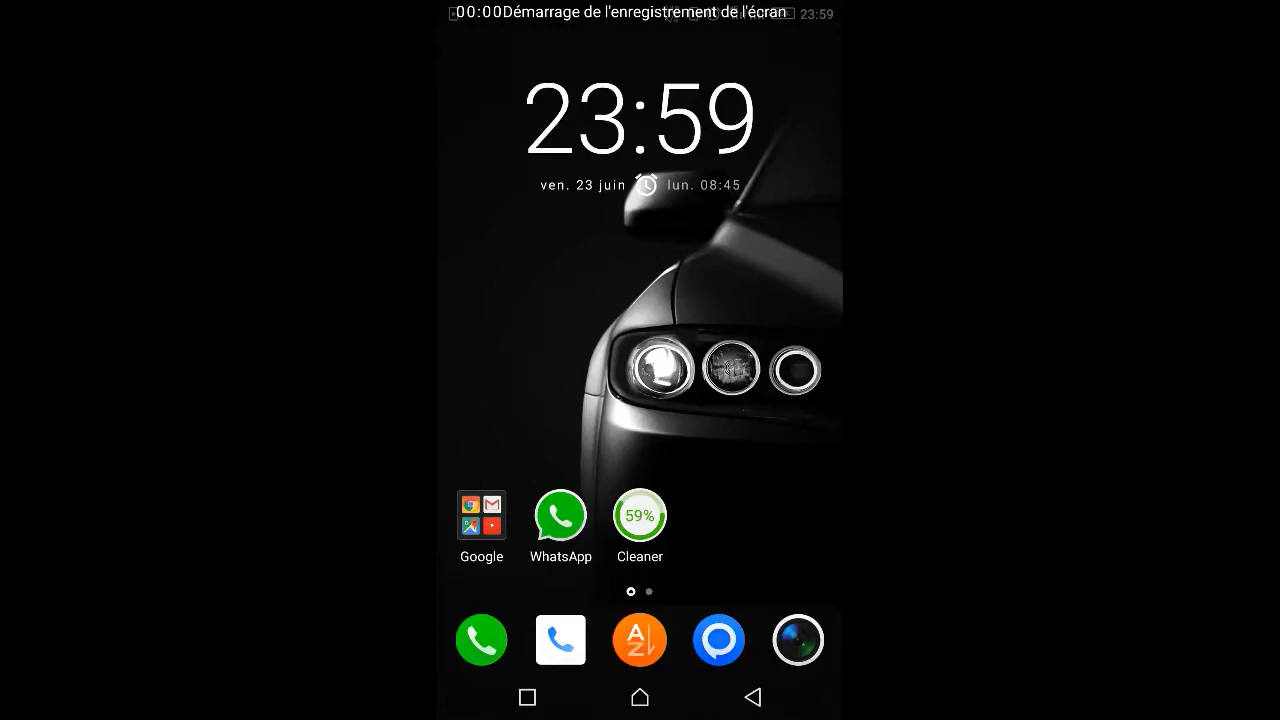 00:00Démarrage de l'enregistrement de l'écran 23:59
23:59
ven. 23 juin lun. 08:45
59%
Google WhatsApp Cleaner
A
Z